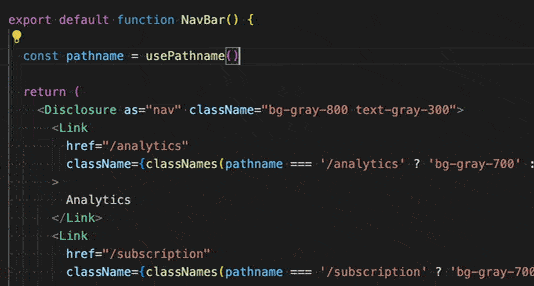 export default function NavBar() {
const pathname = usePathname()
return (
<Disclosure as="nav" className="bg-gray-800 text-gray-300">
<Link
href="/analytics"
className={classNames(pathname === '/analytics' ? 'bg-gray-700' :
>
Analytics
</Link>
<Link
href="/subscription"
className={classNames(pathname === '/subscription' ? 'bg-gray-700